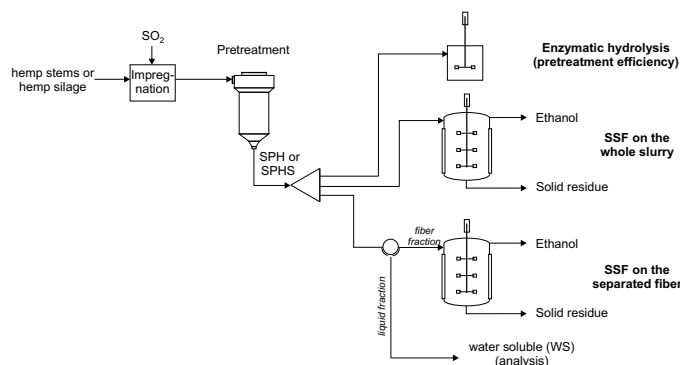 SO2
Pretreatment
hemp stems or
hemp silage
Impreg-
nation
SPH or
SPHS
Enzymatic hydrolysis
(pretreatment efficiency)
Ethanol
SSF on the
whole slurry
Solid residue
fiber
fraction
liquid fraction
Ethanol
SSF on the
separated fiber
Solid residue
water soluble (WS)
(analysis)